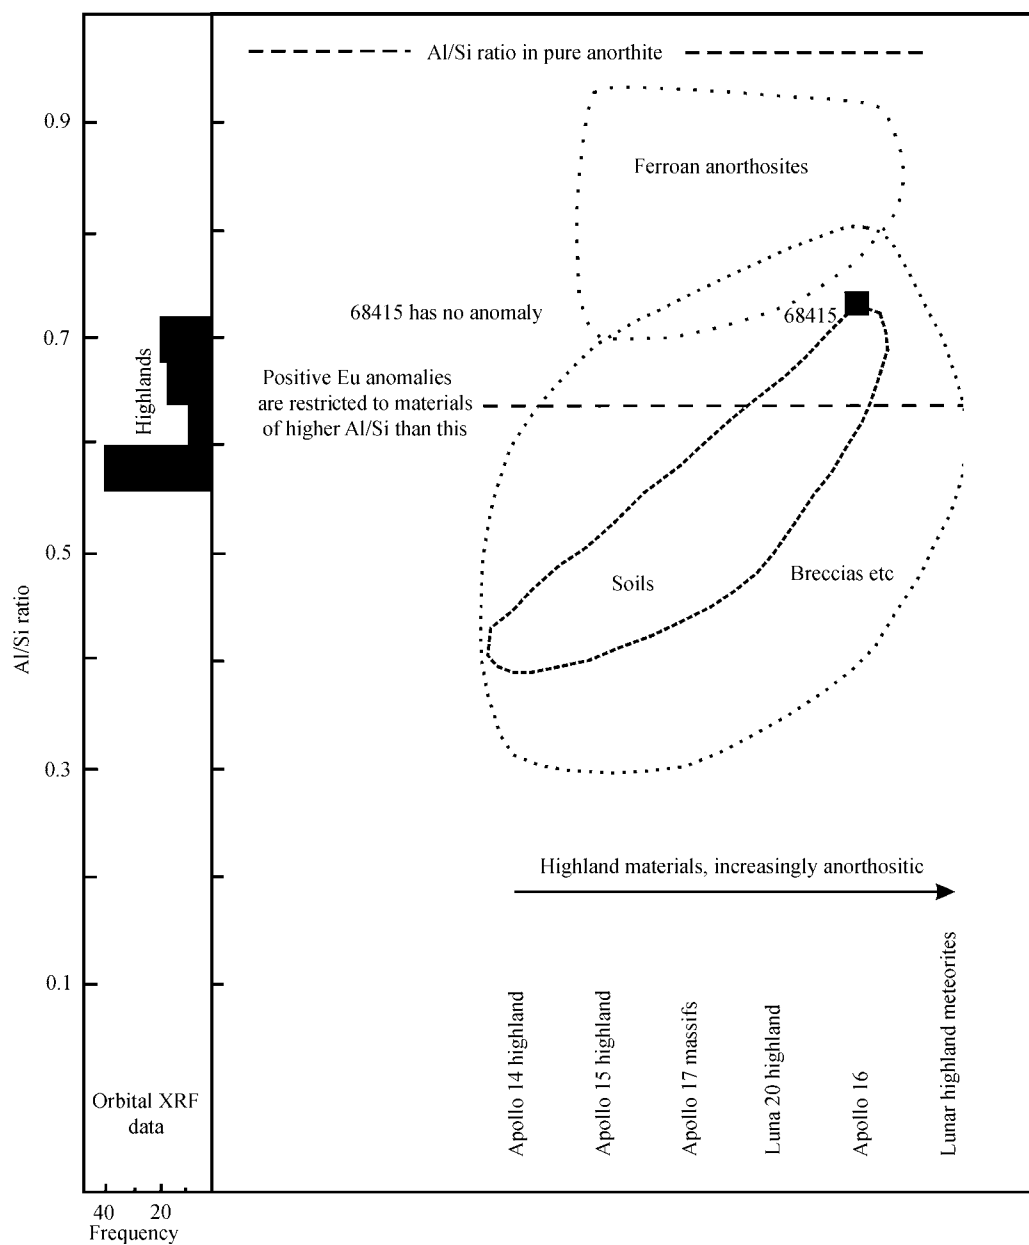 Al/Si ratio in pure anorthite
0.9
Ferroan anorthosites
68415 has no anomaly
68415
0.7
Highlands
Positive Eu anomalies
are restricted to materials
of higher Al/Si than this
0.5
Soils
Breccias etc
Al/Si ratio
0.3
Highland materials, increasingly anorthositic
0.1
Apollo 14 highland
Apollo 15 highland
Apollo 17 massifs
Luna 20 highland
Apollo 16
Lunar highland meteorites
Orbital XRF
data
40 20
Frequency